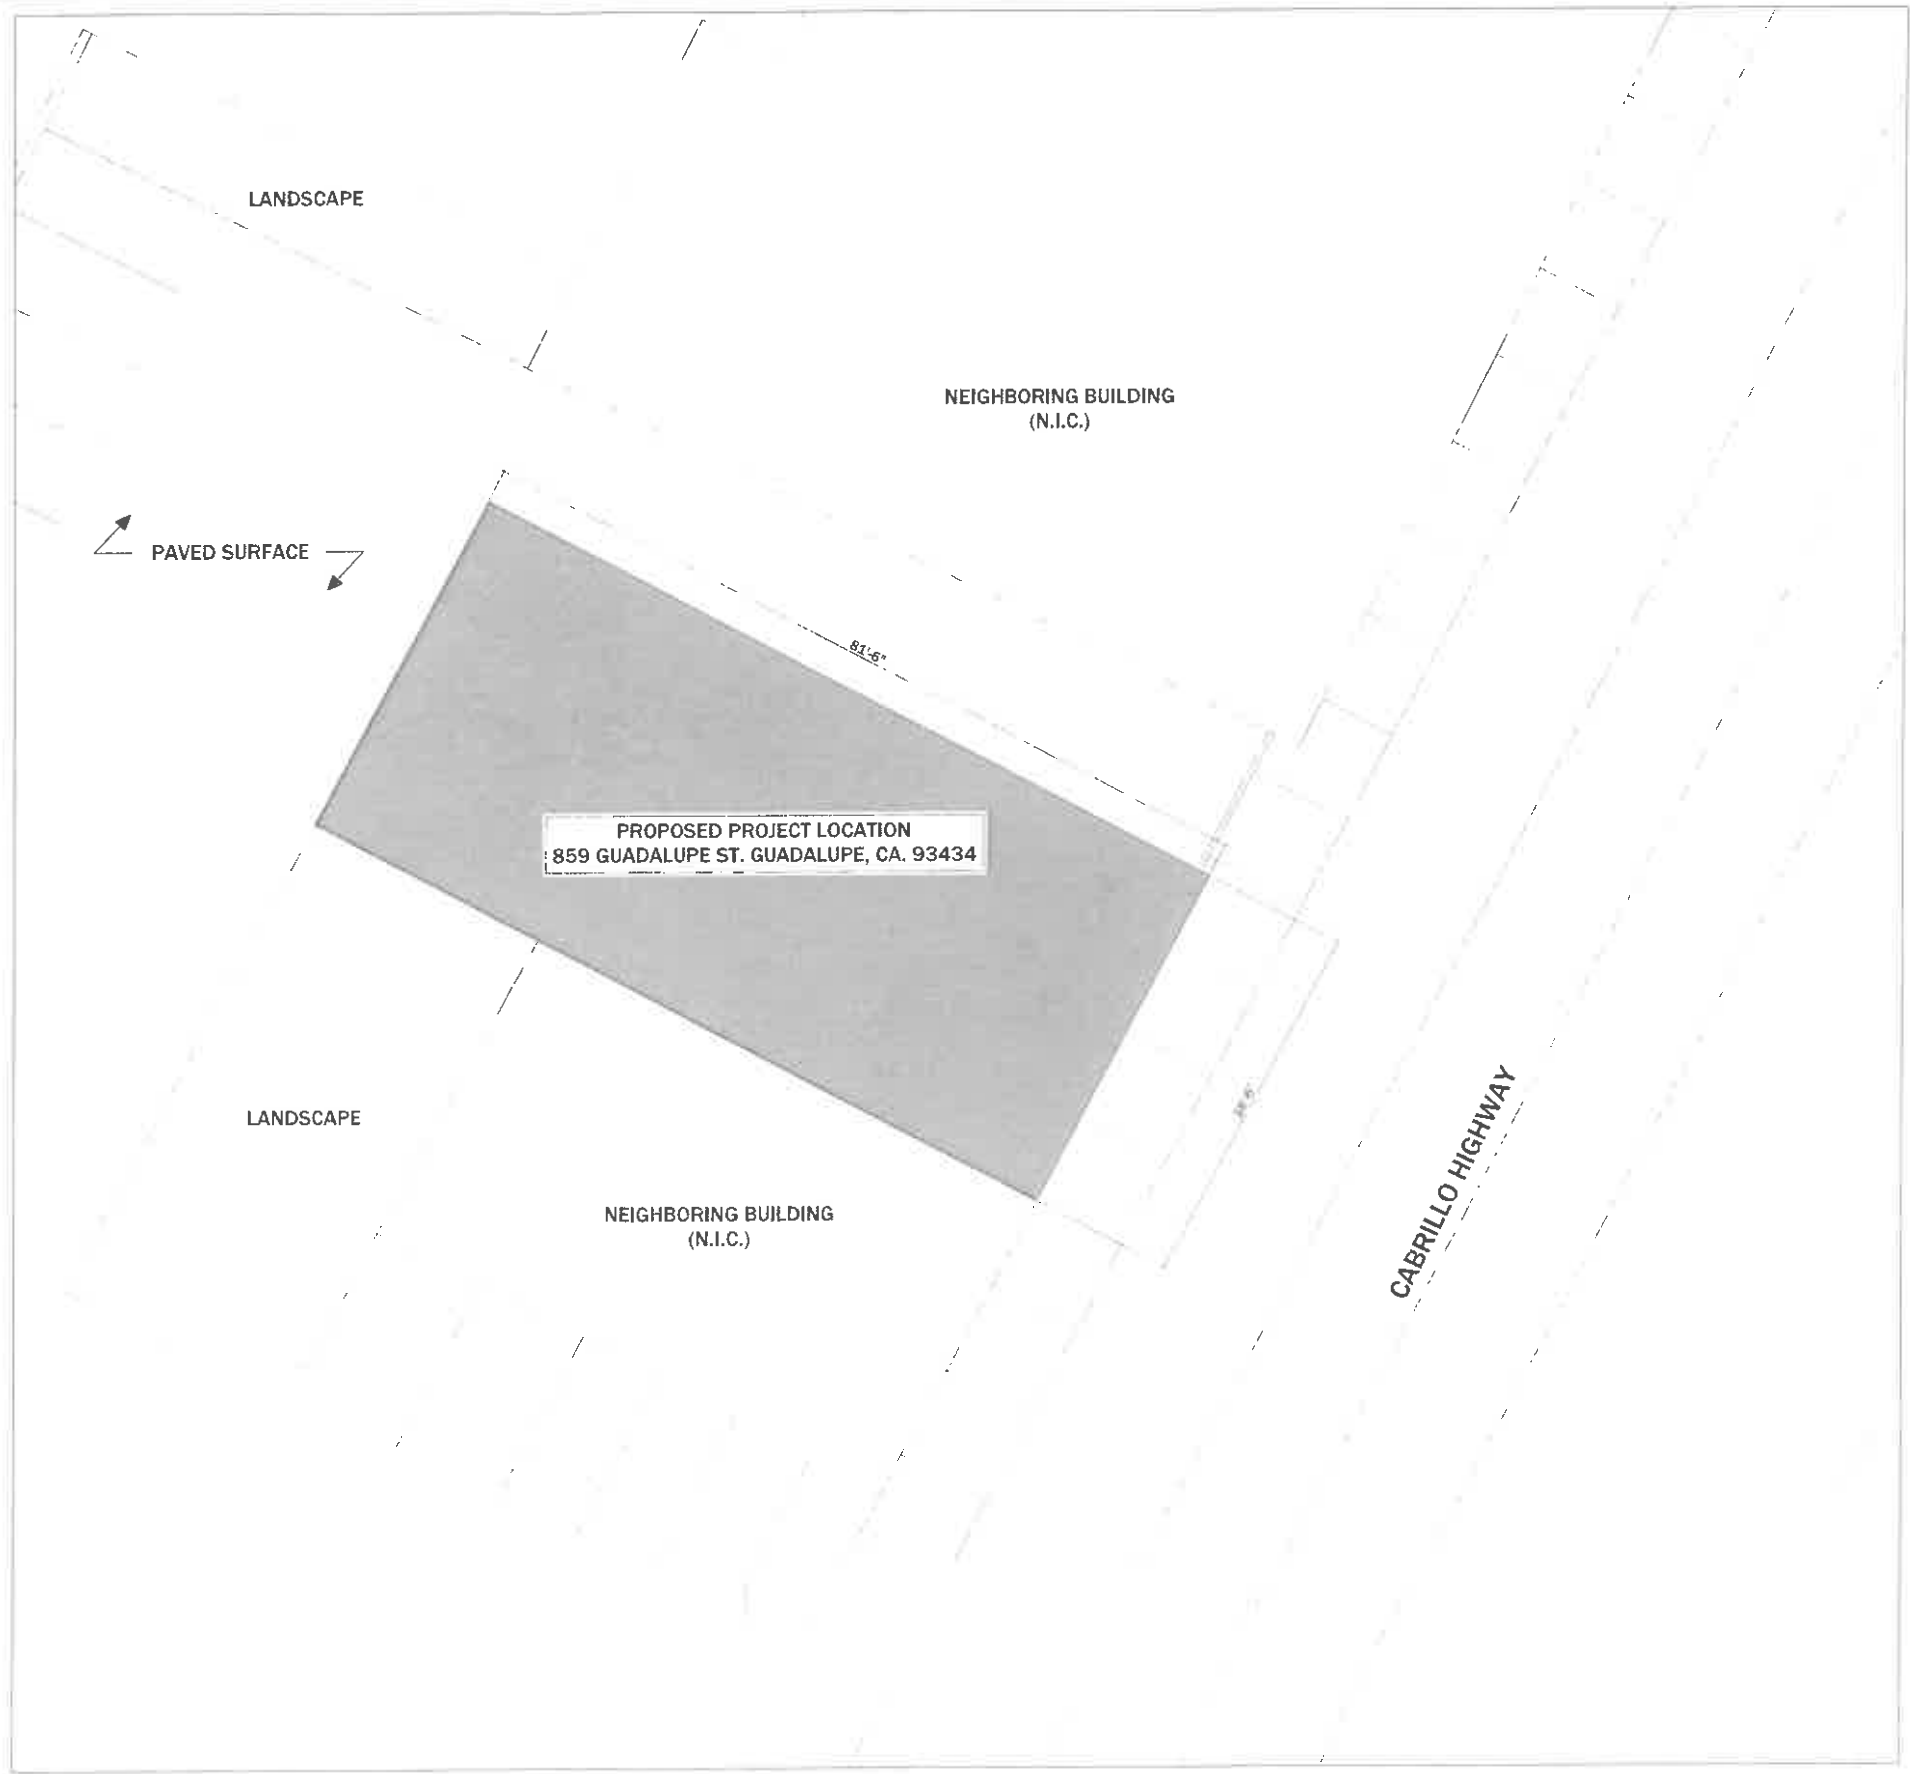 LANDSCAPE
NEIGHBORING BUILDING
(N.I.C.)
PAVED SURFACE
81'-6"
PROPOSED PROJECT LOCATION
859 GUADALUPE ST. GUADALUPE, CA. 93434
CABRILLO HIGHWAY
LANDSCAPE
NEIGHBORING BUILDING
(N.I.C.)